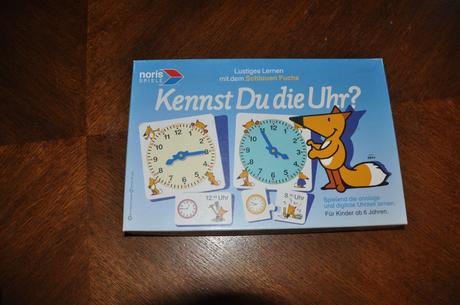 noris
SPIELE
Lustiges Lernen
mit dem Schlauen Fuchs
Kennst Du die Uhr?
12 Uhr
8 Uhr
Spielend die analoge
und digitale Uhrzeit lernen.
Für Kinder ab 6 Jahren.